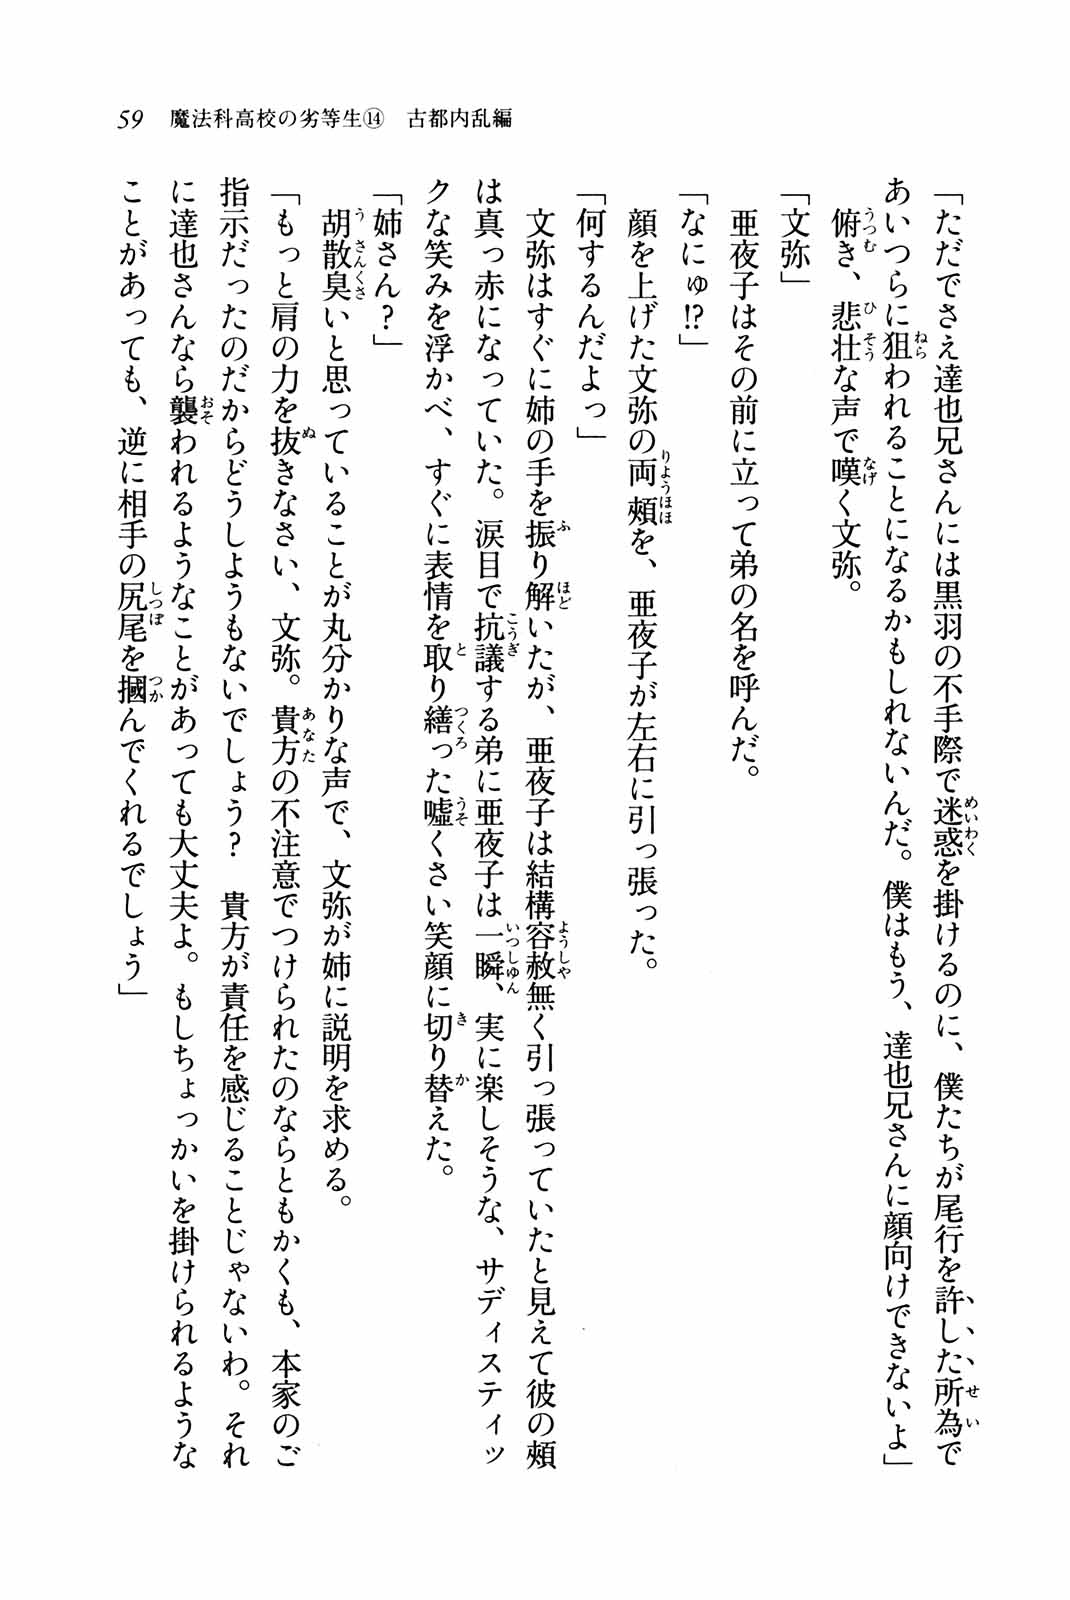 59　魔法科高校の劣等生⑭　古都内乱編
「ただでさえ達也兄さんには黒羽の不手際で迷惑を掛けるのに、僕たちが尾行を許した所為で
あいつらに狙われることになるかもしれないんだ。僕はもう、達也兄さんに顔向けできないよ」
　俯き、悲壮な声で嘆く文弥。
「文弥」
　亜夜子はその前に立って弟の名を呼んだ。
「なにゅ!?」
　顔を上げた文弥の両頰を、亜夜子が左右に引っ張った。
「何するんだよっ」
　文弥はすぐに姉の手を振り解いたが、亜夜子は結構容赦無く引っ張っていたと見えて彼の頰
は真っ赤になっていた。涙目で抗議する弟に亜夜子は一瞬、実に楽しそうな、サディスティッ
クな笑みを浮かべ、すぐに表情を取り繕った噓くさい笑顔に切り替えた。
「姉さん？」
　胡散臭いと思っていることが丸分かりな声で、文弥が姉に説明を求める。
「もっと肩の力を抜きなさい、文弥。貴方の不注意でつけられたのならともかくも、本家のご
指示だったのだからどうしようもないでしょう？　貴方が責任を感じることじゃないわ。それ
に達也さんなら襲われるようなことがあっても大丈夫よ。もしちょっかいを掛けられるような
ことがあっても、逆に相手の尻尾を摑んでくれるでしょう」